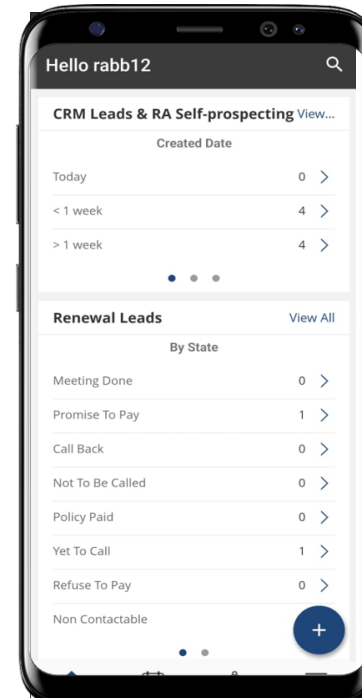 Hello rabb12
CRM Leads & RA Self-prospecting View...
Created Date
Today 0
< 1 week 4
> 1 week 4
Renewal Leads View All
By State
Meeting Done 0
Promise To Pay 1
Call Back 0
Not To Be Called 0
Policy Paid 0
Yet To Call 1
Refuse To Pay 0
Non Contactable
+